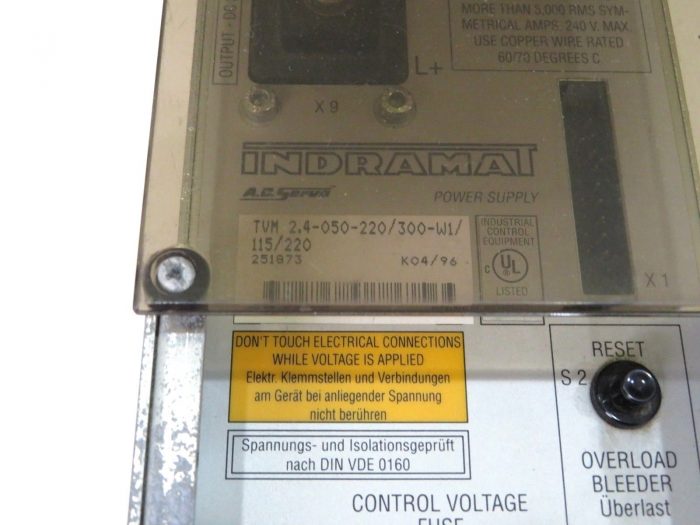 OUTPUT - DC
MORE THAN 5,000 RMS SYM-
METRICAL AMPS. 240 V. MAX.
USE COPPER WIRE RATED
60/70 DEGREES C.
L+
X 9
INDRAMAT
A.C. Servo
POWER SUPPLY
TVM 2.4-050-220/300-W1/
115/220
251873 K04/96
INDUSTRIAL
CONTROL
EQUIPMENT
C UL
LISTED
X 1
DON'T TOUCH ELECTRICAL CONNECTIONS
WHILE VOLTAGE IS APPLIED
Elektr. Klemmstellen und Verbindungen
am Gerät bei anliegender Spannung
nicht berühren
Spannungs- und Isolationsgeprüft
nach DIN VDE 0160
RESET
S 2
OVERLOAD
BLEEDER
Überlast
CONTROL VOLTAGE
FUSE